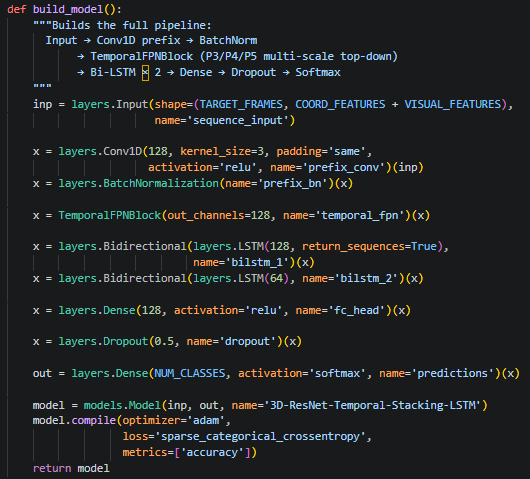 def build_model():
    """Builds the full pipeline:
      Input → Conv1D prefix → BatchNorm
            → TemporalFPNBlock (P3/P4/P5 multi-scale top-down)
            → Bi-LSTM × 2 → Dense → Dropout → Softmax
    """
    inp = layers.Input(shape=(TARGET_FRAMES, COORD_FEATURES + VISUAL_FEATURES),
                       name='sequence_input')

    x = layers.Conv1D(128, kernel_size=3, padding='same',
                      activation='relu', name='prefix_conv')(inp)
    x = layers.BatchNormalization(name='prefix_bn')(x)

    x = TemporalFPNBlock(out_channels=128, name='temporal_fpn')(x)

    x = layers.Bidirectional(layers.LSTM(128, return_sequences=True),
                             name='bilstm_1')(x)
    x = layers.Bidirectional(layers.LSTM(64), name='bilstm_2')(x)

    x = layers.Dense(128, activation='relu', name='fc_head')(x)

    x = layers.Dropout(0.5, name='dropout')(x)

    out = layers.Dense(NUM_CLASSES, activation='softmax', name='predictions')(x)

    model = models.Model(inp, out, name='3D-ResNet-Temporal-Stacking-LSTM')
    model.compile(optimizer='adam',
                  loss='sparse_categorical_crossentropy',
                  metrics=['accuracy'])
    return model